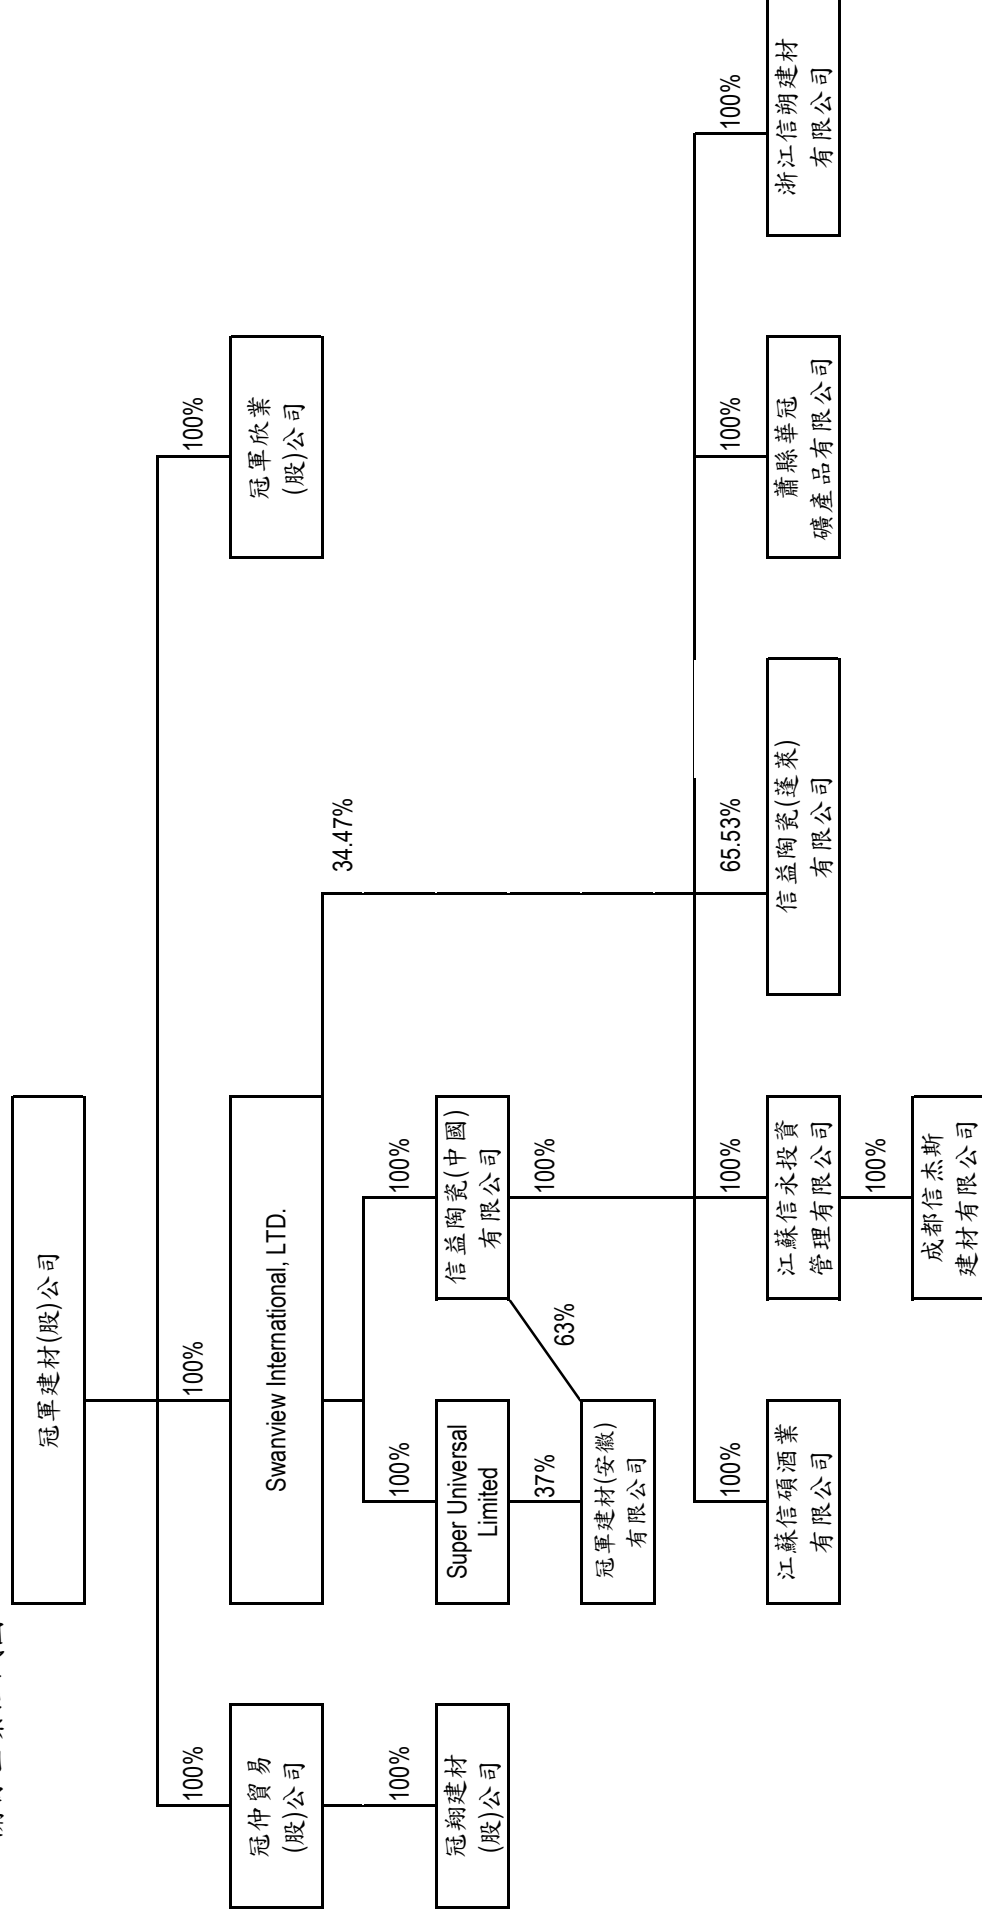 冠軍建材(股)公司
100%
100%
100%
冠仲貿易
(股)公司
Swanview International, LTD.
冠軍欣業
(股)公司
34.47%
100%
100%
100%
冠翔建材
(股)公司
Super Universal
Limited
信益陶瓷(中國)
有限公司
37%
63%
100%
冠軍建材(安徽)
有限公司
100%
100%
65.53%
100%
100%
江蘇信碩酒業
有限公司
江蘇信永投資
管理有限公司
信益陶瓷(蓬萊)
有限公司
蕭縣華冠
礦產品有限公司
浙江信朔建材
有限公司
100%
成都信杰斯
建材有限公司